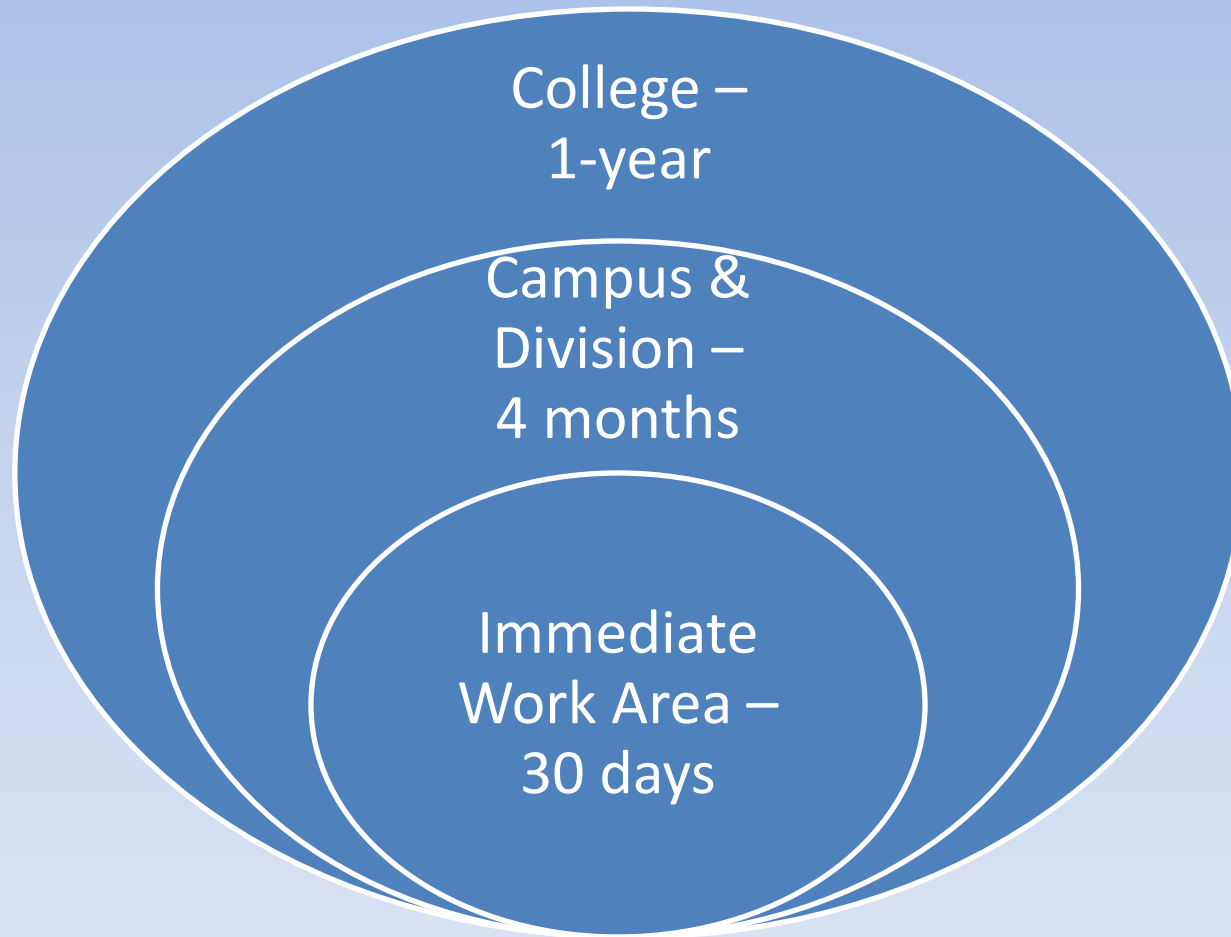 College –
1-year
Campus &
Division –
4 months
Immediate
Work Area –
30 days